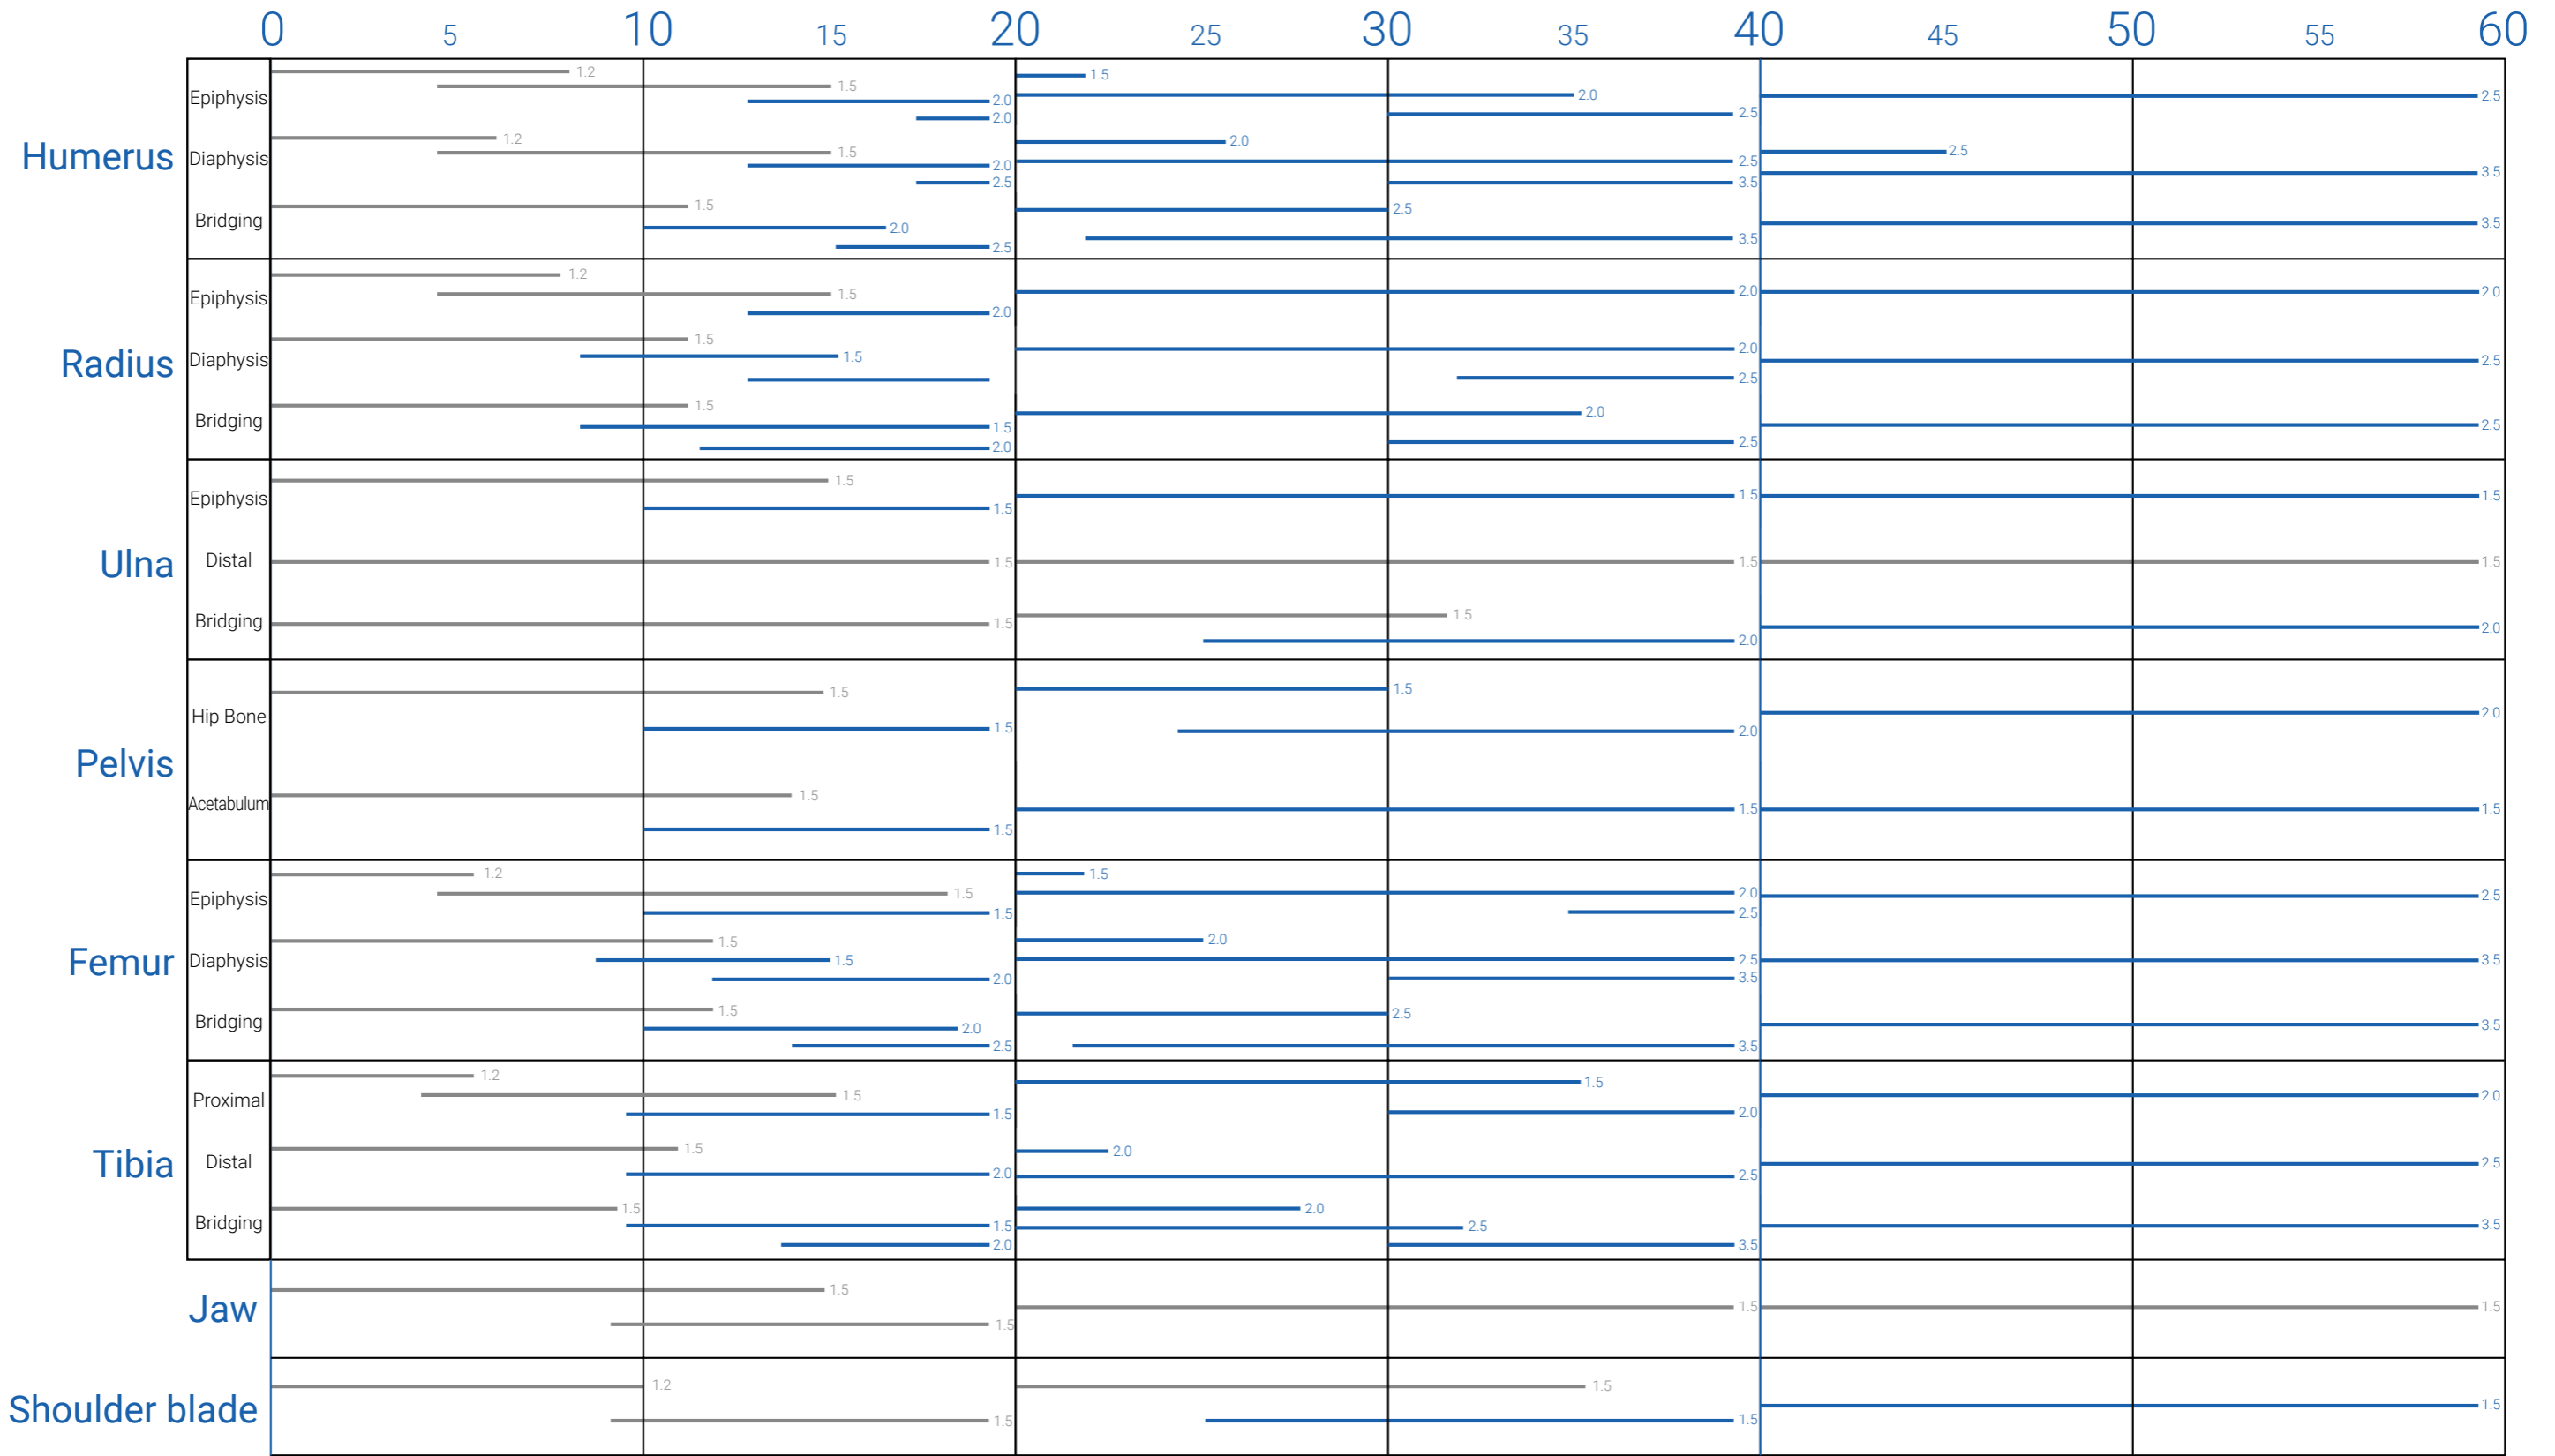 0 5 10 15 20 25 30 35 40 45 50 55 60
Humerus
Epiphysis
1.2 1.5
1.5 2.0 2.5
2.0 2.5
2.0
Diaphysis
1.2 2.0
1.5 2.5 2.5
2.0 3.5
2.5 3.5
Bridging
1.5 2.5
2.0 3.5
2.5 3.5
Radius
Epiphysis
1.2
1.5 2.0 2.0
2.0
Diaphysis
1.5 2.0
1.5 2.5
2.5
Bridging
1.5 2.0
1.5 2.5
2.0 2.5
Ulna
Epiphysis
1.5 1.5 1.5
1.5
Distal
1.5 1.5 1.5
Bridging
1.5 1.5
2.0 2.0
Pelvis
Hip Bone
1.5 1.5
1.5 2.0 2.0
Acetabulum
1.5 1.5 1.5
1.5
Femur
Epiphysis
1.2 1.5
1.5 2.0 2.5
1.5 2.5
Diaphysis
1.5 2.0
1.5 2.5 3.5
2.0 3.5
Bridging
1.5 2.5
2.0 3.5
2.5 3.5
Tibia
Proximal
1.2 1.5
1.5 2.0
1.5 2.0
Distal
1.5 2.0
2.0 2.5 2.5
Bridging
1.5 2.0
1.5 2.5 3.5
2.0 3.5
Jaw
1.5 1.5 1.5
1.5
Shoulder blade
1.2 1.5
1.5 1.5 1.5